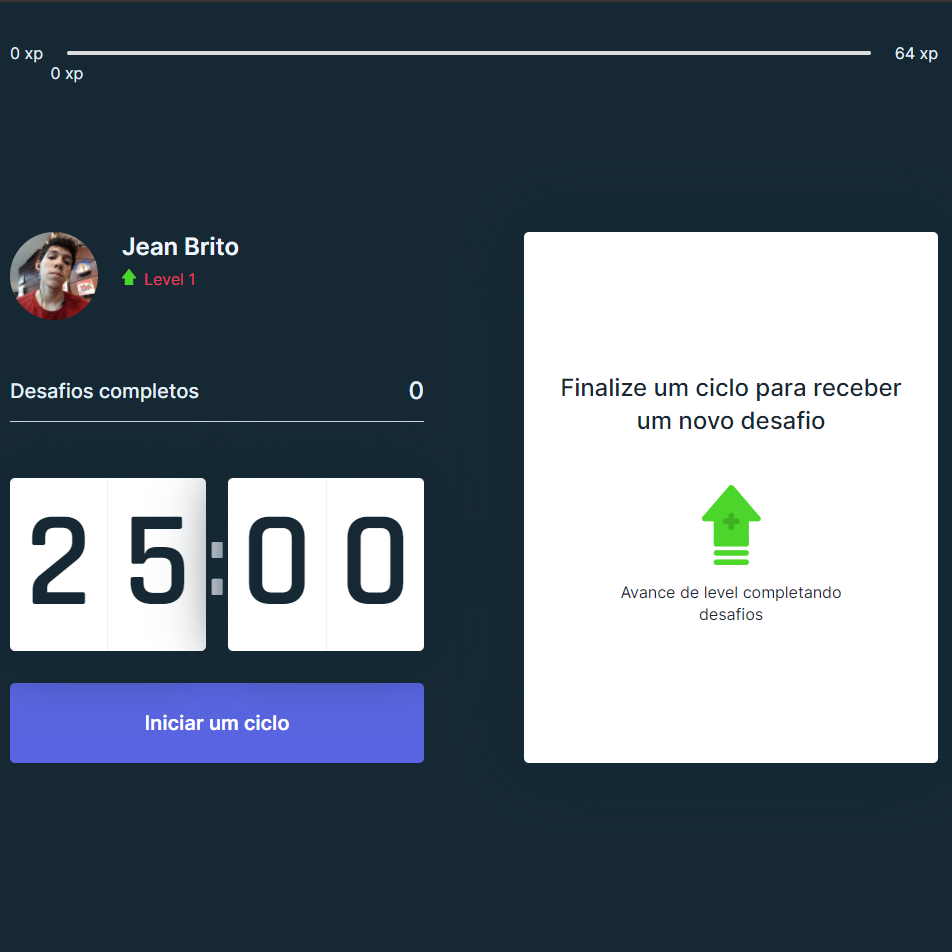 0 xp
64 xp
0 xp
Jean Brito
Level 1
Desafios completos
0
25:00
Iniciar um ciclo
Finalize um ciclo para receber
um novo desafio
Avance de level completando
desafios